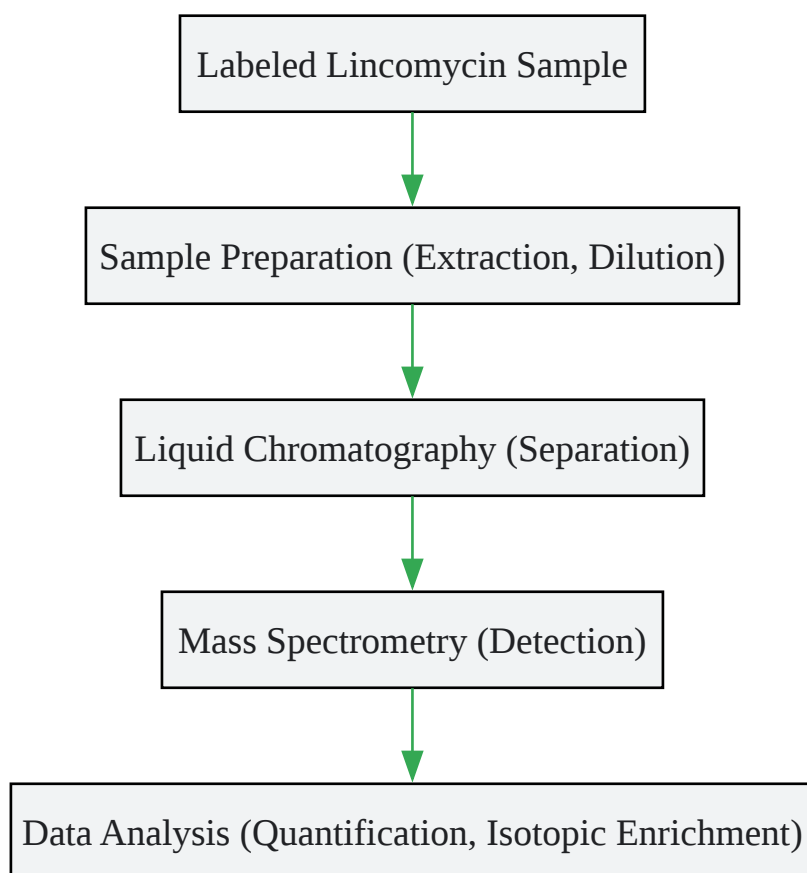 Labeled Lincomycin Sample
Sample Preparation (Extraction, Dilution)
Liquid Chromatography (Separation)
Mass Spectrometry (Detection)
Data Analysis (Quantification, Isotopic Enrichment)